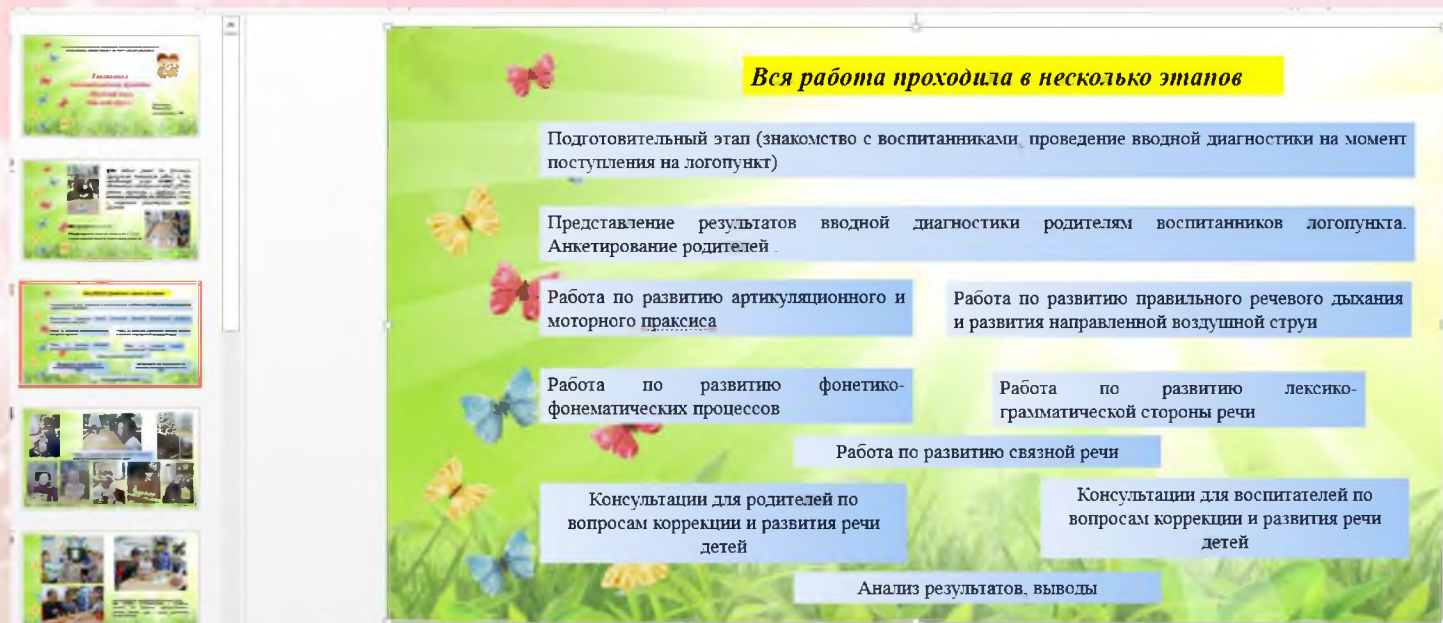 Вся работа проходила в несколько этапов
Подготовительный этап (знакомство с воспитанниками, проведение вводной диагностики на момент
поступления на логопункт)
Представление результатов вводной диагностики родителям воспитанников логопункта.
Анкетирование родителей .
Работа по развитию артикуляционного и
моторного праксиса
Работа по развитию правильного речевого дыхания
и развития направленной воздушной струи
Работа по развитию фонетико-
фонематических процессов
Работа по развитию лексико-
грамматической стороны речи
Работа по развитию связной речи
Консультации для родителей по
вопросам коррекции и развития речи
детей
Консультации для воспитателей по
вопросам коррекции и развития речи
детей
Анализ результатов, выводы